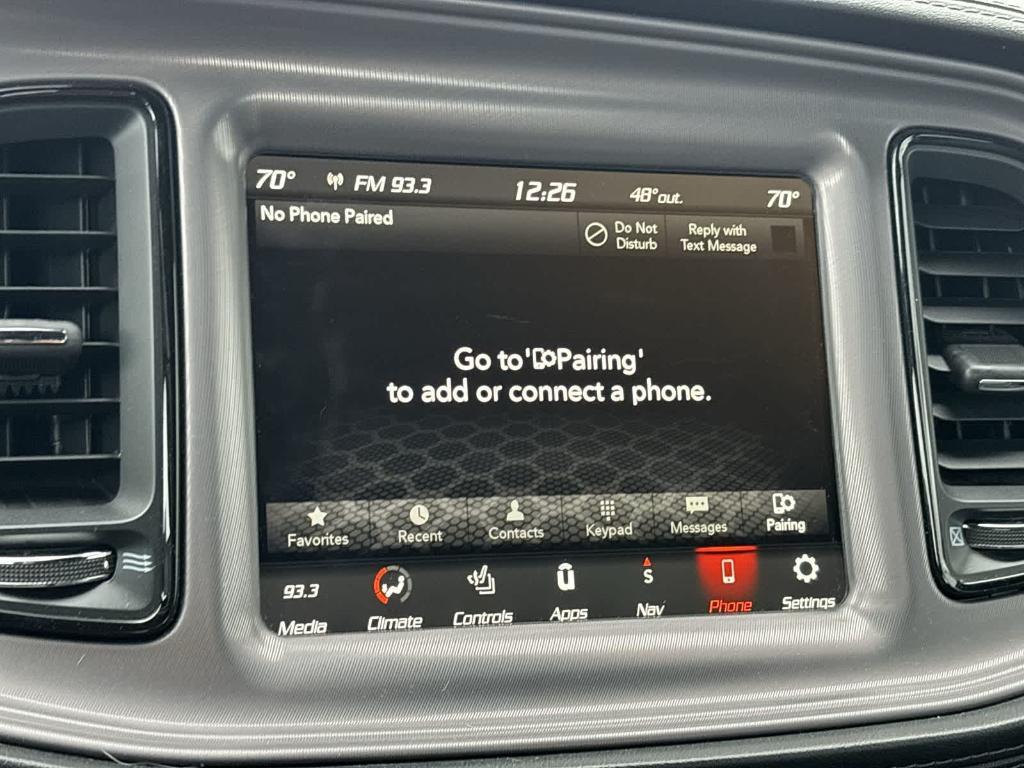 70° FM 93.3 12:26 48° out. 70°
No Phone Paired
Do Not
Disturb
Reply with
Text Message
Go to 'Pairing'
to add or connect a phone.
Favorites Recent Contacts Keypad Messages Pairing
93.3 S
Media Climate Controls Apps Nav Phone Settings